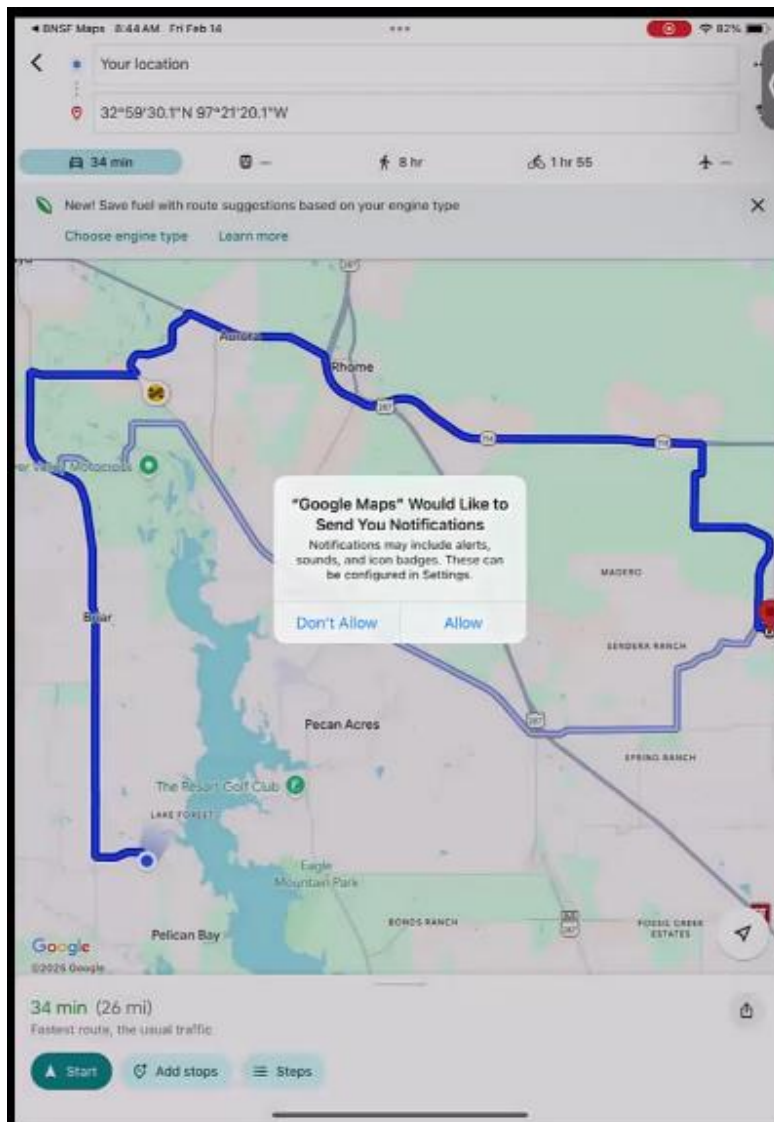 ◀ BNSF Maps 8:44 AM Fri Feb 14
82%
Your location
32°59'30.1"N 97°21'20.1"W
34 min
—
8 hr
1 hr 55
—
New! Save fuel with route suggestions based on your engine type
Choose engine type Learn more
287
Aurora
Rhome
287
114
114
Motocross
"Google Maps" Would Like to
Send You Notifications
Notifications may include alerts,
sounds, and icon badges. These can
be configured in Settings.
Don't Allow Allow
MADERO
Briar
SENDERA RANCH
287
Pecan Acres
SPRING RANCH
The Resort Golf Club
LAKE FOREST
Eagle
Mountain Park
BONDS RANCH
287
FOSSIL CREEK
ESTATES
Pelican Bay
Google
©2025 Google
34 min (26 mi)
Fastest route, the usual traffic
Start Add stops Steps